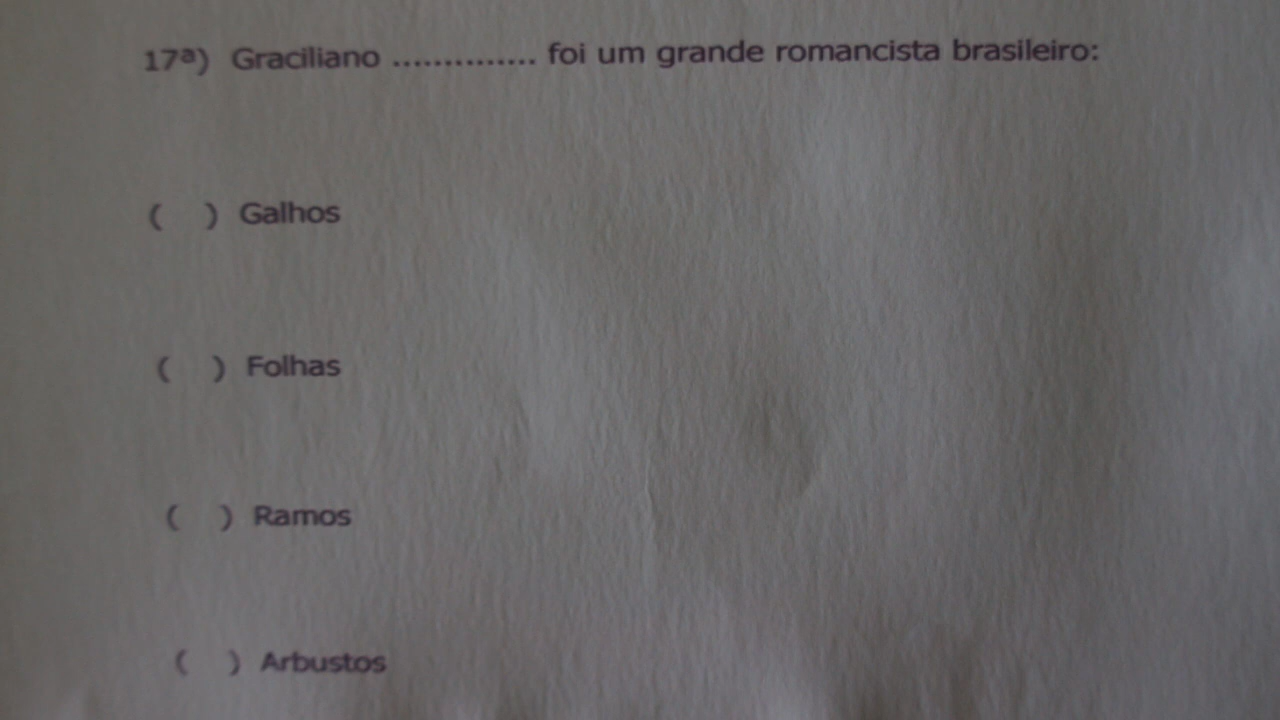 17ª) Graciliano .............. foi um grande romancista brasileiro:
( ) Galhos
( ) Folhas
( ) Ramos
( ) Arbustos